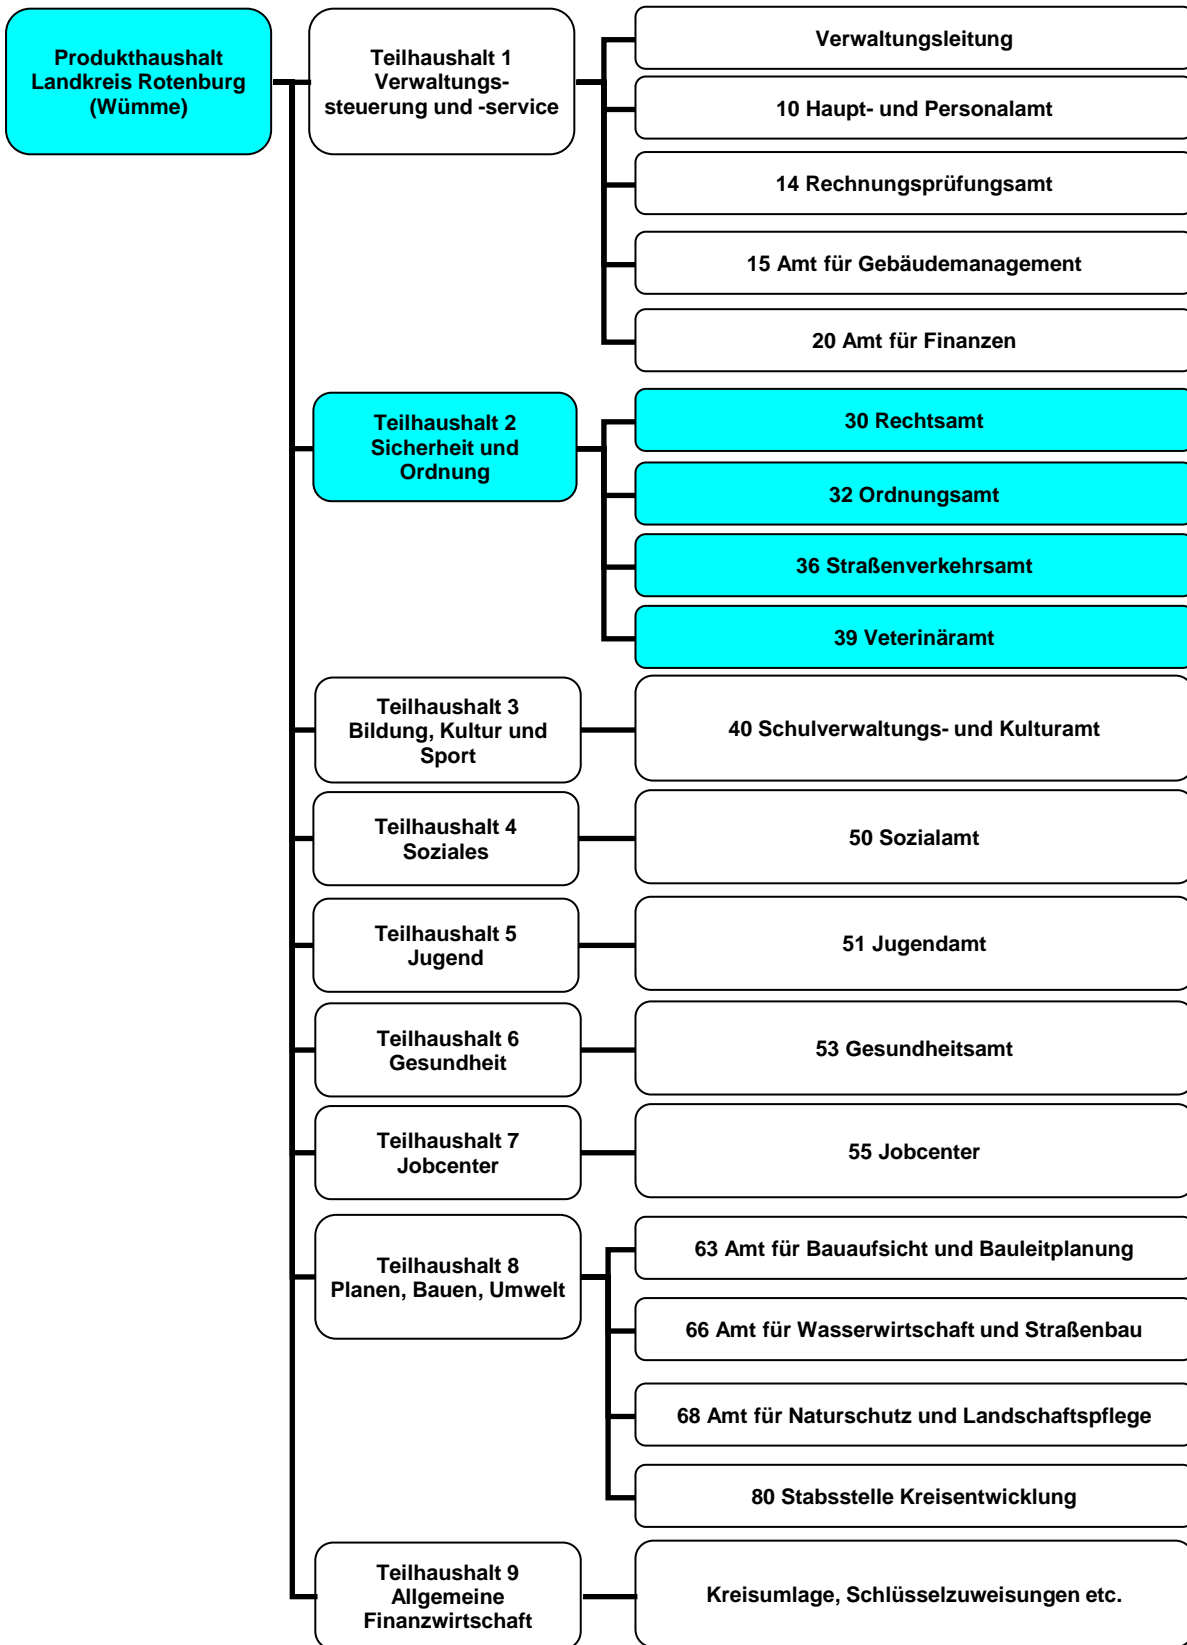 Produkthaushalt
Landkreis Rotenburg
(Wümme)
Teilhaushalt 1
Verwaltungs-
steuerung und -service
Verwaltungsleitung
10 Haupt- und Personalamt
14 Rechnungsprüfungsamt
15 Amt für Gebäudemanagement
20 Amt für Finanzen
Teilhaushalt 2
Sicherheit und
Ordnung
30 Rechtsamt
32 Ordnungsamt
36 Straßenverkehrsamt
39 Veterinäramt
Teilhaushalt 3
Bildung, Kultur und
Sport
40 Schulverwaltungs- und Kulturamt
Teilhaushalt 4
Soziales
50 Sozialamt
Teilhaushalt 5
Jugend
51 Jugendamt
Teilhaushalt 6
Gesundheit
53 Gesundheitsamt
Teilhaushalt 7
Jobcenter
55 Jobcenter
Teilhaushalt 8
Planen, Bauen, Umwelt
63 Amt für Bauaufsicht und Bauleitplanung
66 Amt für Wasserwirtschaft und Straßenbau
68 Amt für Naturschutz und Landschaftspflege
80 Stabsstelle Kreisentwicklung
Teilhaushalt 9
Allgemeine
Finanzwirtschaft
Kreisumlage, Schlüsselzuweisungen etc.